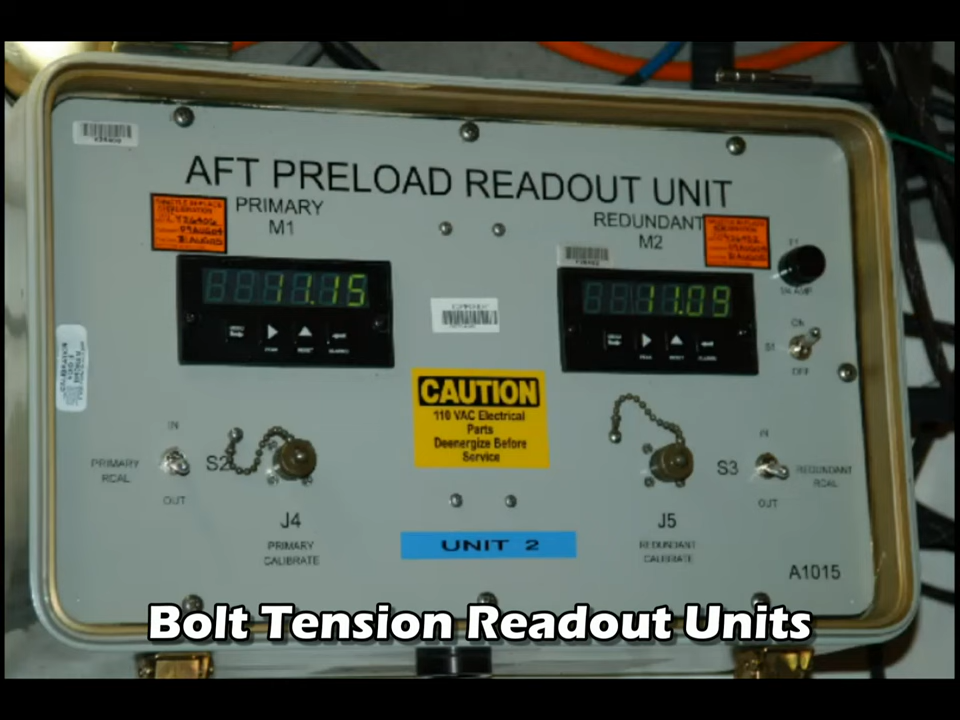 AFT PRELOAD READOUT UNIT
PRIMARY
M1
REDUNDANT
M2
11.15
11.09
CAUTION
110 VAC Electrical
Parts
Deenergize Before
Service
IN
PRIMARY
RCAL
S2
OUT
J4
PRIMARY
CALIBRATE
UNIT 2
J5
REDUNDANT
CALIBRATE
S3
IN
REDUNDANT
RCAL
OUT
S1
OFF
A1015
Bolt Tension Readout Units